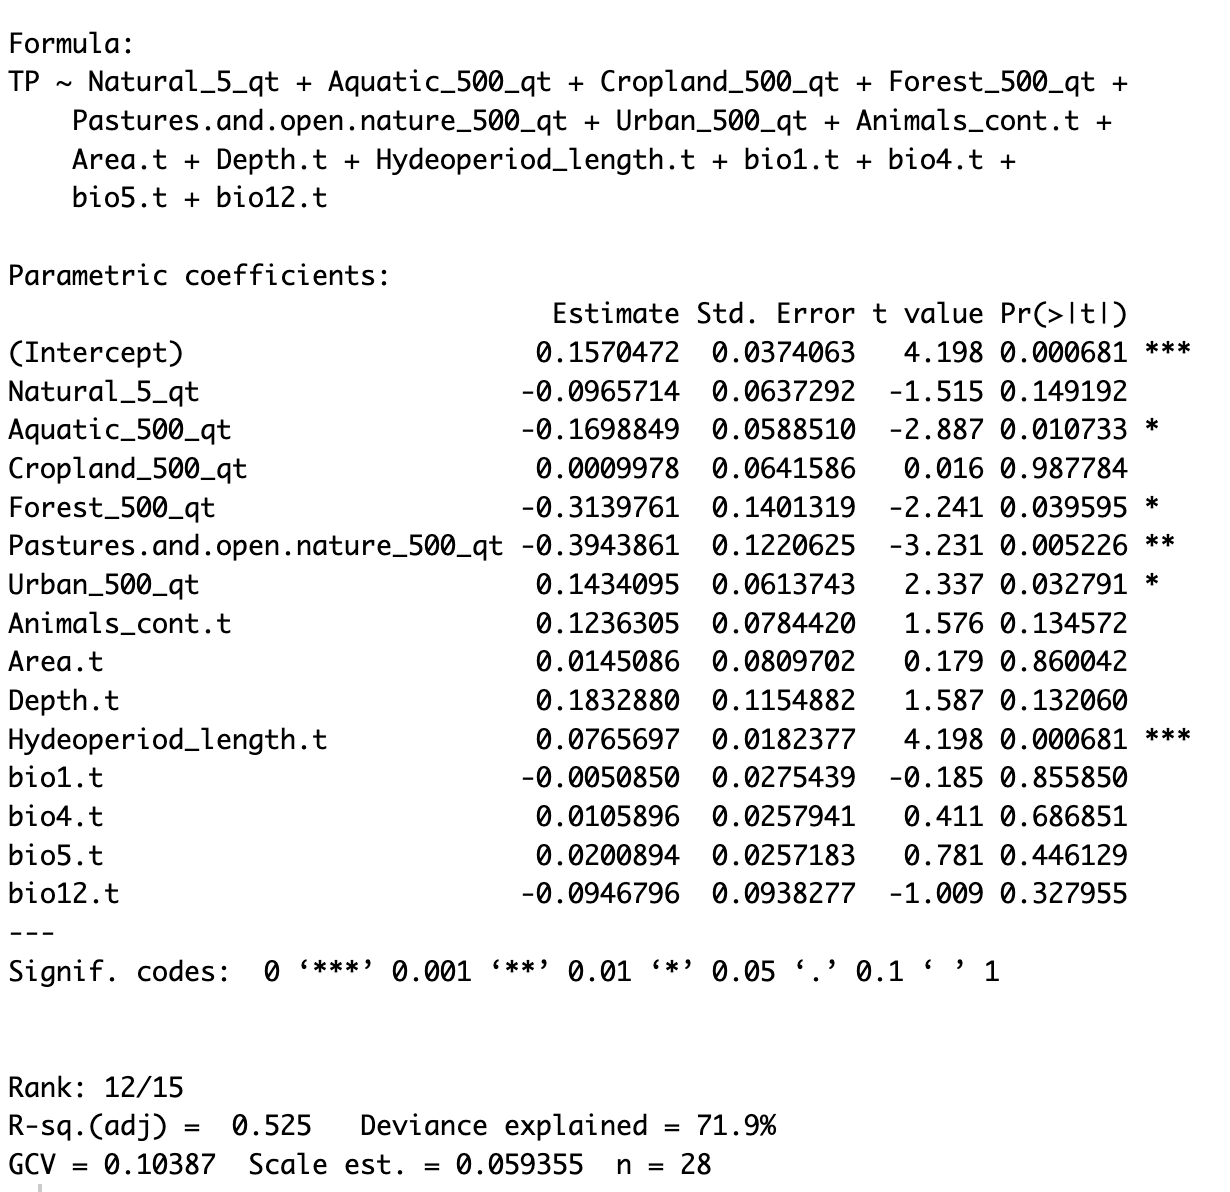 Formula:
TP ~ Natural_5_qt + Aquatic_500_qt + Cropland_500_qt + Forest_500_qt +
    Pastures.and.open.nature_500_qt + Urban_500_qt + Animals_cont.t +
    Area.t + Depth.t + Hydeoperiod_length.t + bio1.t + bio4.t +
    bio5.t + bio12.t

Parametric coefficients:
                                  Estimate Std. Error t value Pr(>|t|)
(Intercept)                      0.1570472  0.0374063   4.198 0.000681 ***
Natural_5_qt                    -0.0965714  0.0637292  -1.515 0.149192
Aquatic_500_qt                  -0.1698849  0.0588510  -2.887 0.010733 *
Cropland_500_qt                  0.0009978  0.0641586   0.016 0.987784
Forest_500_qt                   -0.3139761  0.1401319  -2.241 0.039595 *
Pastures.and.open.nature_500_qt -0.3943861  0.1220625  -3.231 0.005226 **
Urban_500_qt                     0.1434095  0.0613743   2.337 0.032791 *
Animals_cont.t                   0.1236305  0.0784420   1.576 0.134572
Area.t                           0.0145086  0.0809702   0.179 0.860042
Depth.t                          0.1832880  0.1154882   1.587 0.132060
Hydeoperiod_length.t             0.0765697  0.0182377   4.198 0.000681 ***
bio1.t                          -0.0050850  0.0275439  -0.185 0.855850
bio4.t                           0.0105896  0.0257941   0.411 0.686851
bio5.t                           0.0200894  0.0257183   0.781 0.446129
bio12.t                         -0.0946796  0.0938277  -1.009 0.327955
---
Signif. codes:  0 ‘***’ 0.001 ‘**’ 0.01 ‘*’ 0.05 ‘.’ 0.1 ‘ ’ 1

Rank: 12/15
R-sq.(adj) =  0.525   Deviance explained = 71.9%
GCV = 0.10387  Scale est. = 0.059355  n = 28